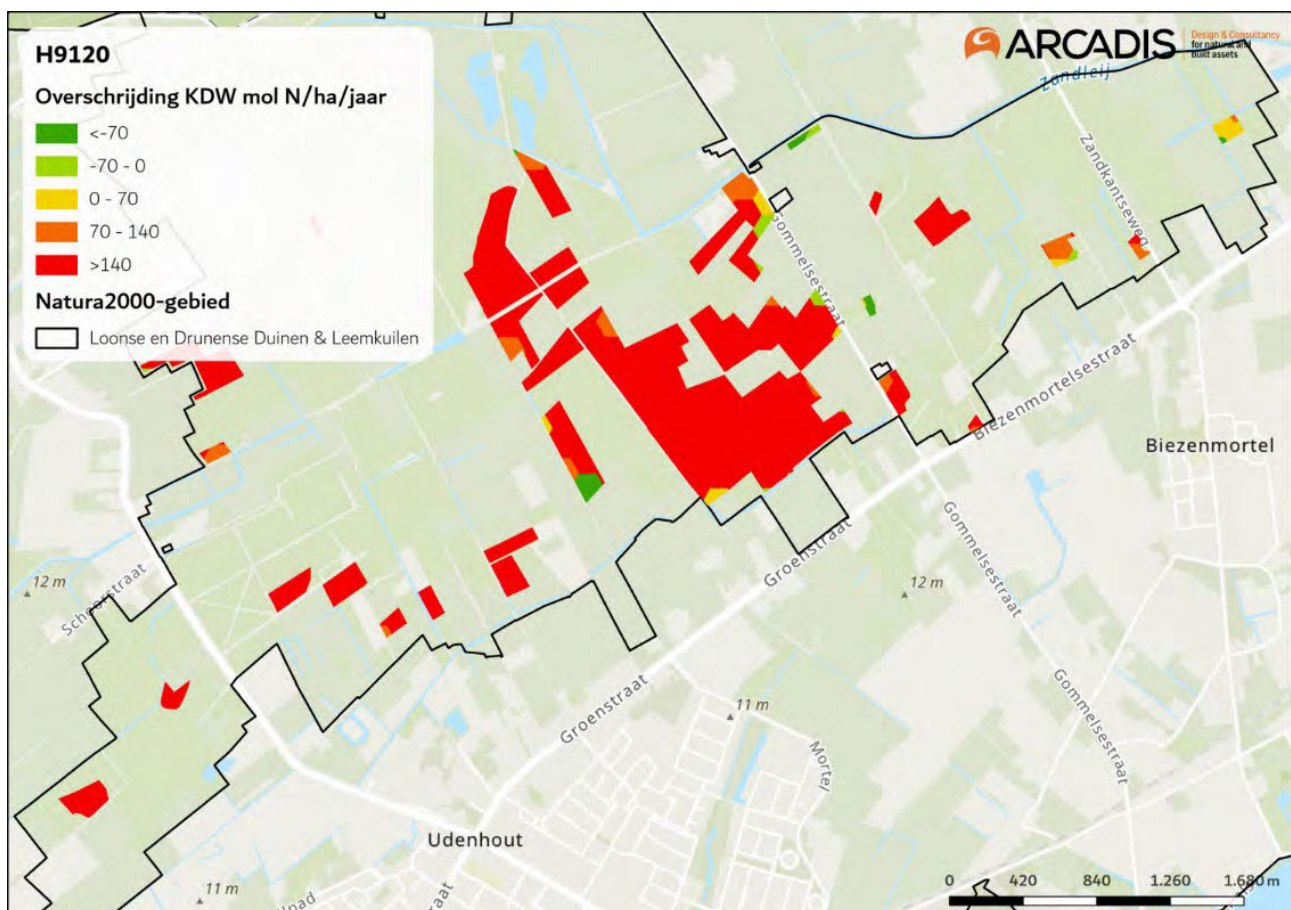 H9120
Overschrijding KDW mol N/ha/jaar
<-70
-70 - 0
0 - 70
70 - 140
>140
Natura2000-gebied
Loonse en Drunense Duinen & Leemkuilen
ARCADIS
Design & Consultancy
for natural and
built assets
Zandleij
Zandkantseweg
Gommelsestraat
Biezenmortelsestraat
Biezenmortel
12 m
Schoorstraat
Groenstraat
12 m
Gommelsestraat
Groenstraat
11 m
Mortel
Gommelsestraat
Udenhout
11 m
0 420 840 1.260 1.680 m